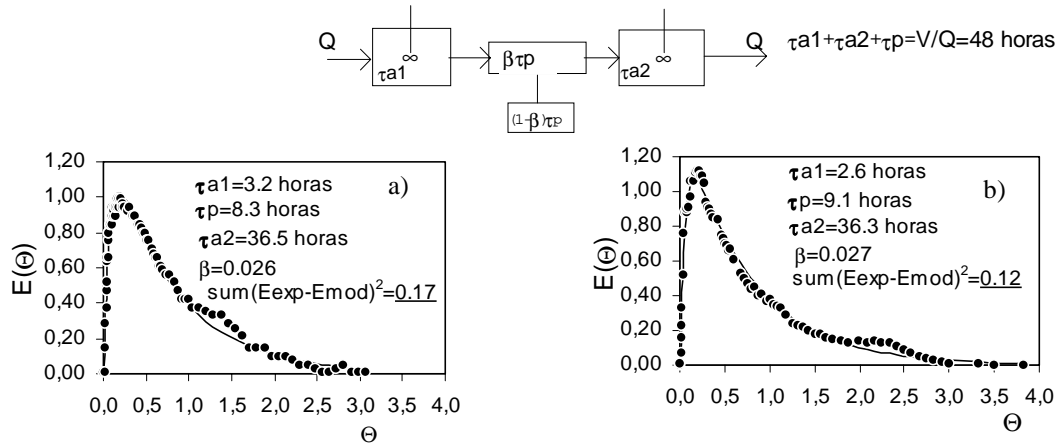 Q
∞
τa1
βτp
(1-β)τp
∞
τa2
Q
τa1+τa2+τp=V/Q=48 horas
a)
τa1=3.2 horas
τp=8.3 horas
τa2=36.5 horas
β=0.026
sum(Eexp-Emod)²=0.17
E(Θ)
1,20
1,00
0,80
0,60
0,40
0,20
0,00
0,0 0,5 1,0 1,5 2,0 2,5 3,0 3,5 4,0
Θ
b)
τa1=2.6 horas
τp=9.1 horas
τa2=36.3 horas
β=0.027
sum(Eexp-Emod)²=0.12
E(Θ)
1,20
1,00
0,80
0,60
0,40
0,20
0,00
0,0 0,5 1,0 1,5 2,0 2,5 3,0 3,5 4,0
Θ